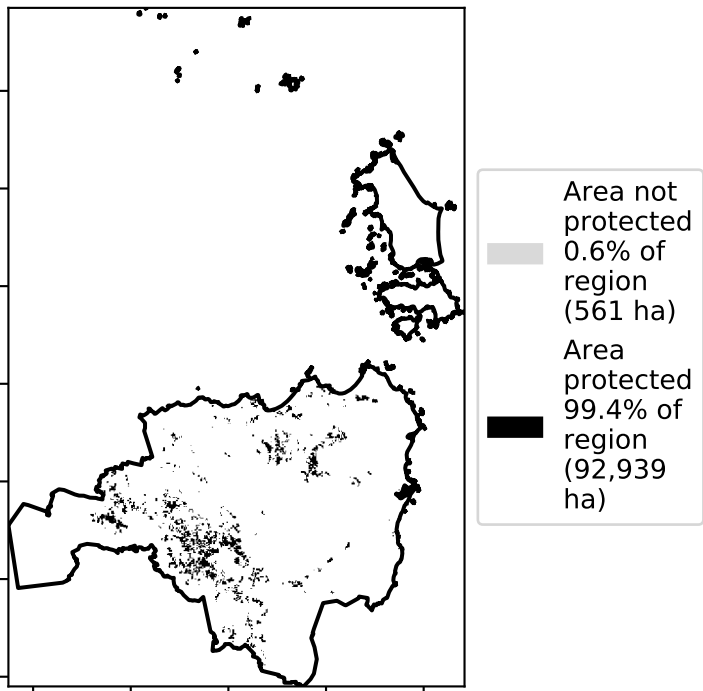 Area not
protected
0.6% of
region
(561 ha)
Area
protected
99.4% of
region
(92,939
ha)